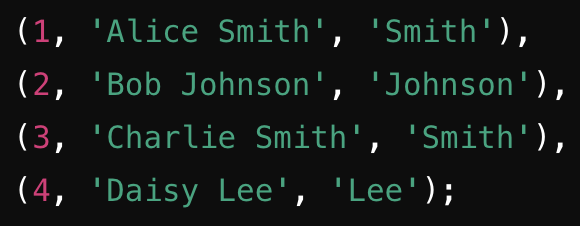 (1, 'Alice Smith', 'Smith'),
(2, 'Bob Johnson', 'Johnson'),
(3, 'Charlie Smith', 'Smith'),
(4, 'Daisy Lee', 'Lee');